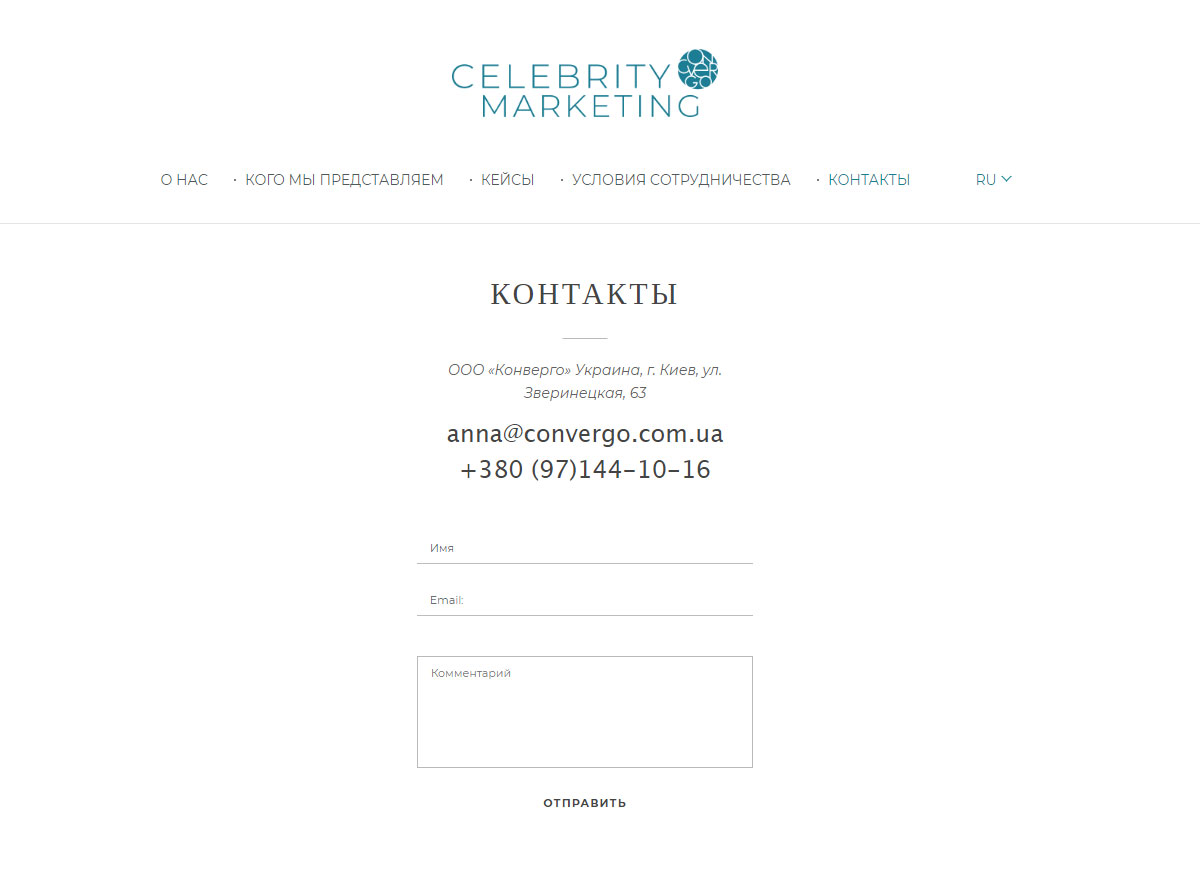 CELEBRITY
CONVERGO
MARKETING
О НАС · КОГО МЫ ПРЕДСТАВЛЯЕМ · КЕЙСЫ · УСЛОВИЯ СОТРУДНИЧЕСТВА · КОНТАКТЫ RU
КОНТАКТЫ
ООО «Конверго» Украина, г. Киев, ул.
Зверинецкая, 63
anna@convergo.com.ua
+380 (97)144-10-16
Имя
Email:
Комментарий
ОТПРАВИТЬ